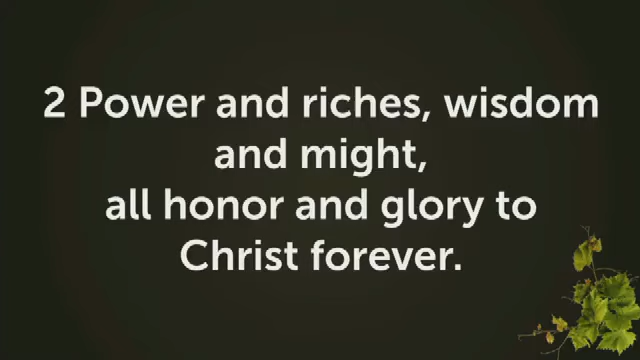 2 Power and riches, wisdom
and might,
all honor and glory to
Christ forever.